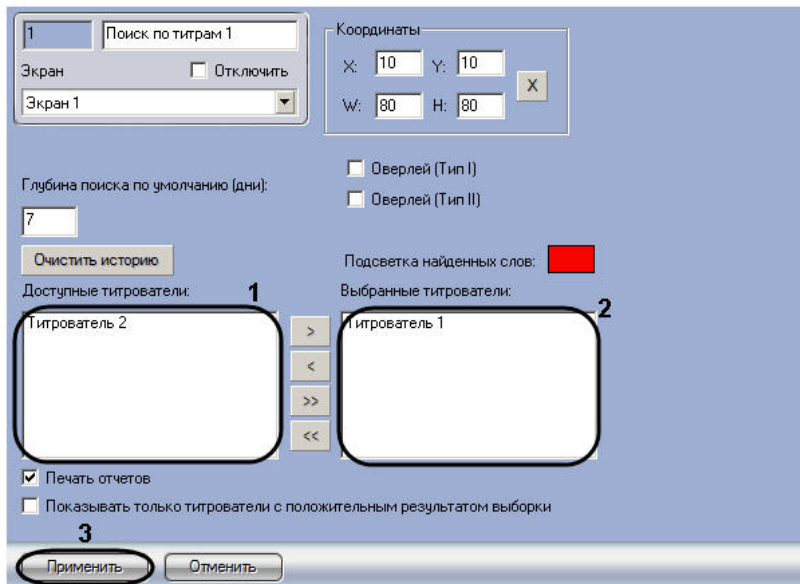 1 Поиск по титрам 1
Экран Отключить
Экран 1
Координаты
X: 10 Y: 10
W: 80 H: 80
X
Оверлей (Тип I)
Оверлей (Тип II)
Глубина поиска по умолчанию (дни):
7
Очистить историю
Подсветка найденных слов:
Доступные титрователи: 1
Выбранные титрователи: 2
Титрователь 2
Титрователь 1
>
<
>>
<<
Печать отчетов
Показывать только титрователи с положительным результатом выборки
3
Применить Отменить